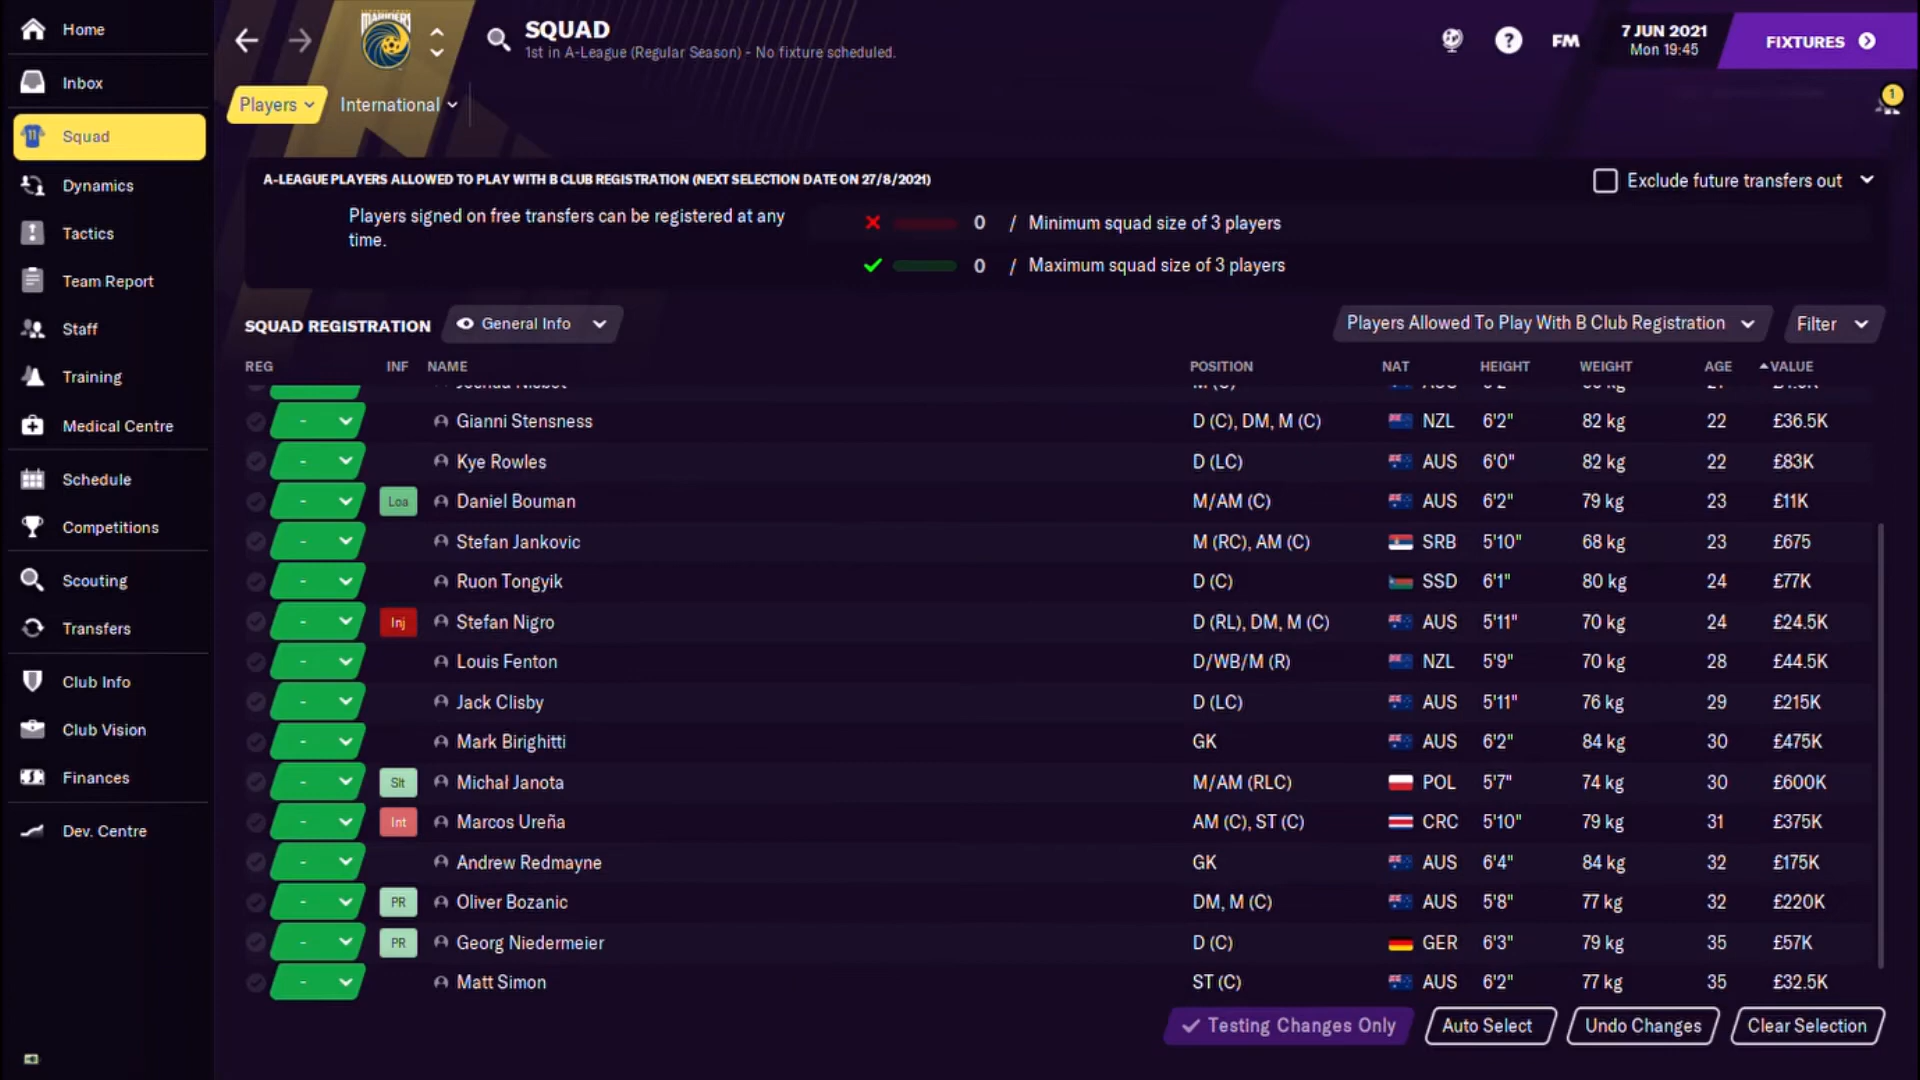 Home
Inbox
Squad
Dynamics
Tactics
Team Report
Staff
Training
Medical Centre
Schedule
Competitions
Scouting
Transfers
Club Info
Club Vision
Finances
Dev. Centre
MARINERS
SQUAD
1st in A-League (Regular Season) - No fixture scheduled.
FM
7 JUN 2021
Mon 19:45
FIXTURES
Players
International
1
A-LEAGUE PLAYERS ALLOWED TO PLAY WITH B CLUB REGISTRATION (NEXT SELECTION DATE ON 27/8/2021)
Exclude future transfers out
Players signed on free transfers can be registered at any
time.
0 / Minimum squad size of 3 players
0 / Maximum squad size of 3 players
SQUAD REGISTRATION
General Info
Players Allowed To Play With B Club Registration
Filter
REG INF NAME POSITION NAT HEIGHT WEIGHT AGE VALUE
- Gianni Stensness D (C), DM, M (C) NZL 6'2" 82 kg 22 £36.5K
- Kye Rowles D (LC) AUS 6'0" 82 kg 22 £83K
- Loa Daniel Bouman M/AM (C) AUS 6'2" 79 kg 23 £11K
- Stefan Jankovic M (RC), AM (C) SRB 5'10" 68 kg 23 £675
- Ruon Tongyik D (C) SSD 6'1" 80 kg 24 £77K
- Inj Stefan Nigro D (RL), DM, M (C) AUS 5'11" 70 kg 24 £24.5K
- Louis Fenton D/WB/M (R) NZL 5'9" 70 kg 28 £44.5K
- Jack Clisby D (LC) AUS 5'11" 76 kg 29 £215K
- Mark Birighitti GK AUS 6'2" 84 kg 30 £475K
- Slt Michał Janota M/AM (RLC) POL 5'7" 74 kg 30 £600K
- Int Marcos Ureña AM (C), ST (C) CRC 5'10" 79 kg 31 £375K
- Andrew Redmayne GK AUS 6'4" 84 kg 32 £175K
- PR Oliver Bozanic DM, M (C) AUS 5'8" 77 kg 32 £220K
- PR Georg Niedermeier D (C) GER 6'3" 79 kg 35 £57K
- Matt Simon ST (C) AUS 6'2" 77 kg 35 £32.5K
Testing Changes Only
Auto Select
Undo Changes
Clear Selection